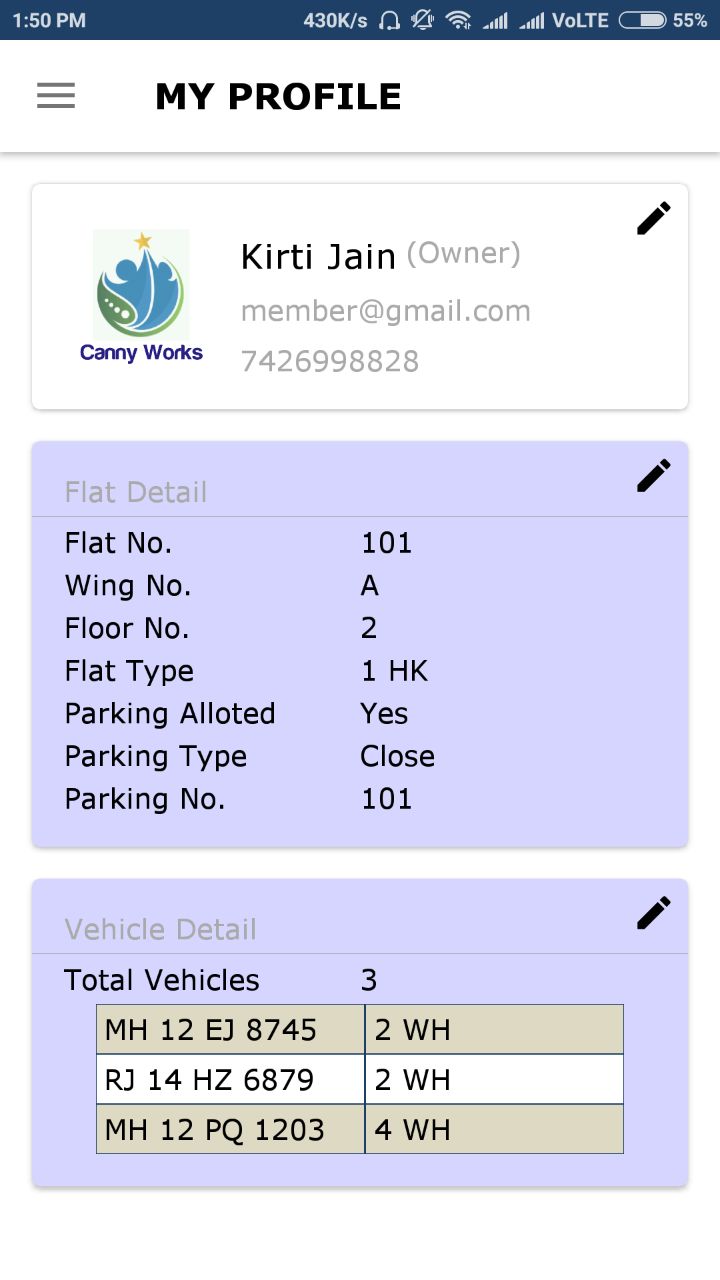 1:50 PM 430K/s VoLTE 55%
MY PROFILE
Kirti Jain (Owner)
member@gmail.com
7426998828
Canny Works
Flat Detail
Flat No. 101
Wing No. A
Floor No. 2
Flat Type 1 HK
Parking Alloted Yes
Parking Type Close
Parking No. 101
Vehicle Detail
Total Vehicles 3
MH 12 EJ 8745 2 WH
RJ 14 HZ 6879 2 WH
MH 12 PQ 1203 4 WH